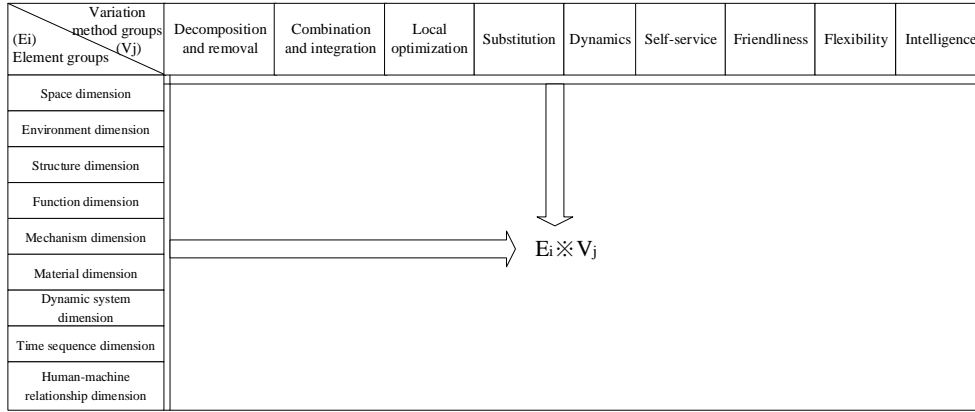 Variation
method groups
(Vj)
(Ei)
Element groups
Decomposition
and removal
Combination
and integration
Local
optimization
Substitution
Dynamics
Self-service
Friendliness
Flexibility
Intelligence
Space dimension
Environment dimension
Structure dimension
Function dimension
Mechanism dimension
Material dimension
Dynamic system
dimension
Time sequence dimension
Human-machine
relationship dimension
Ei※Vj